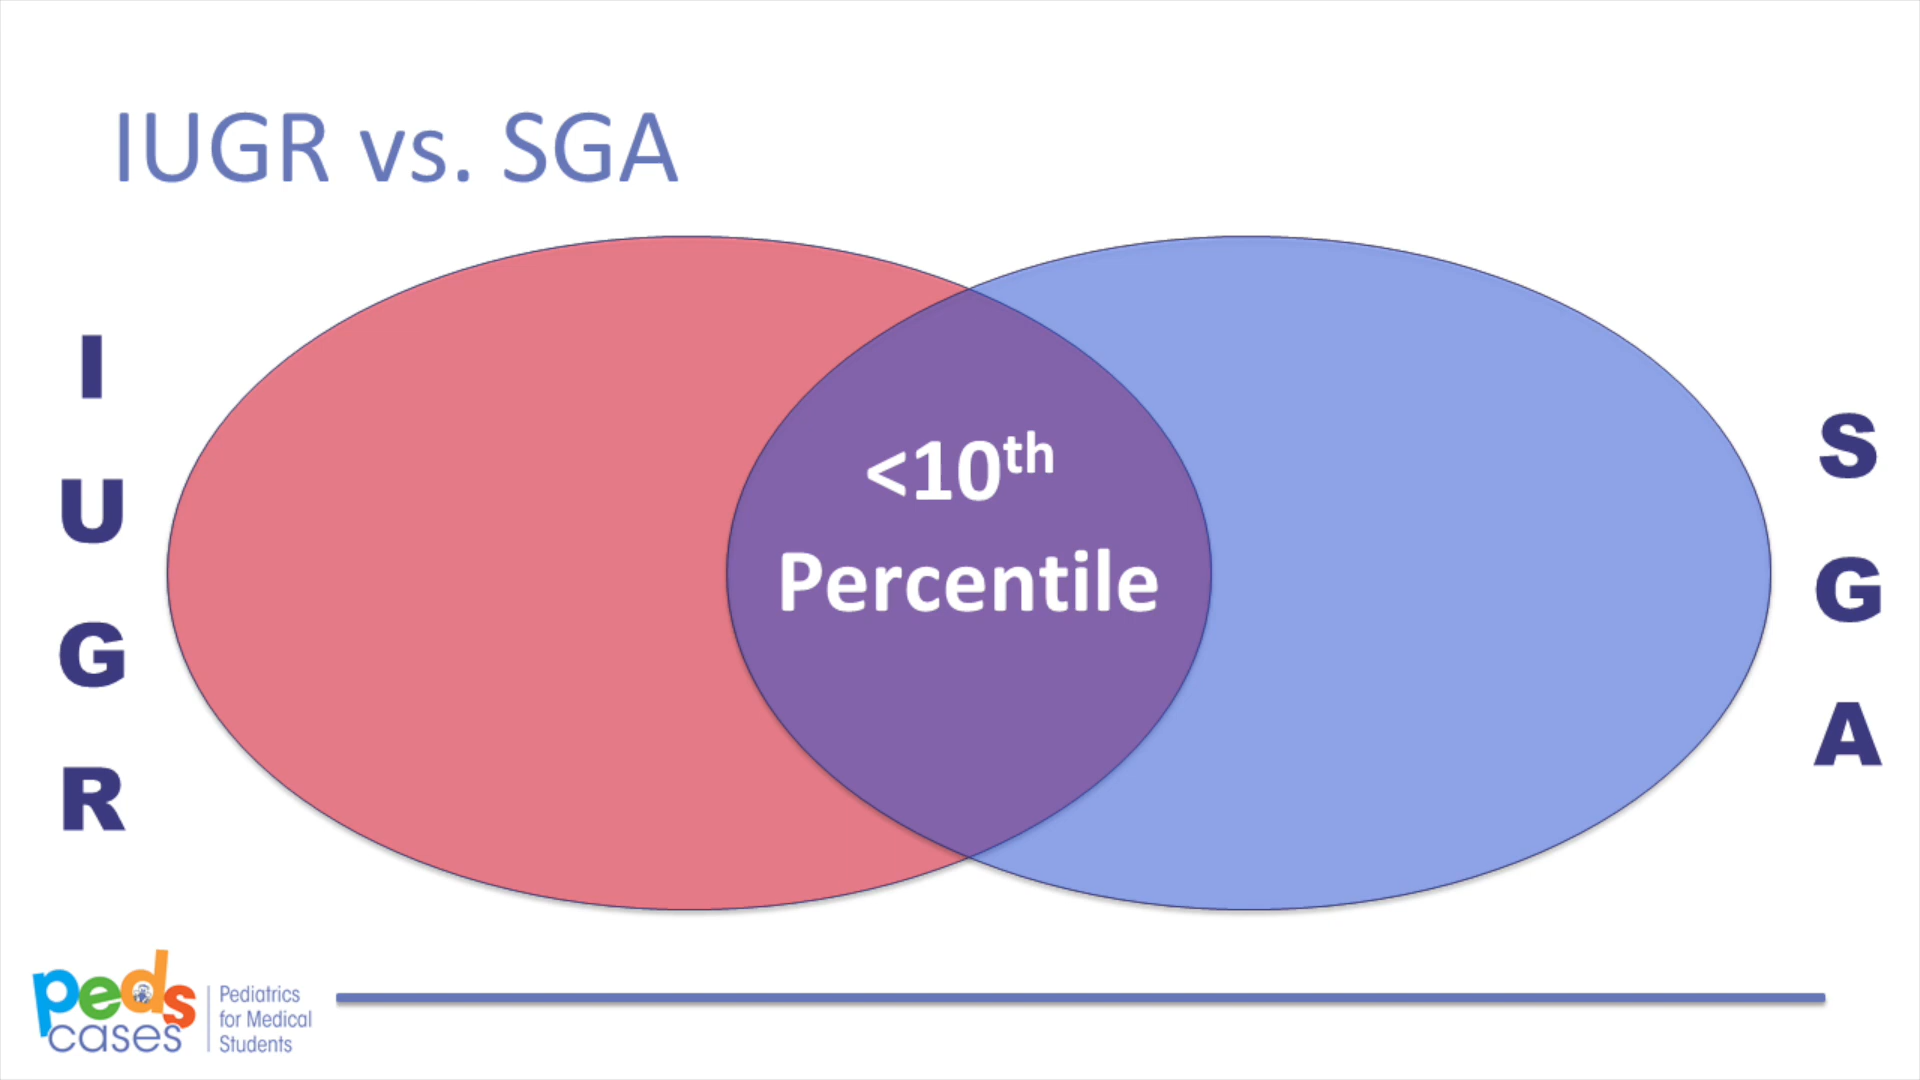 IUGR vs. SGA
I
U
G
R
<10th
Percentile
S
G
A
peds
cases
Pediatrics
for Medical
Students